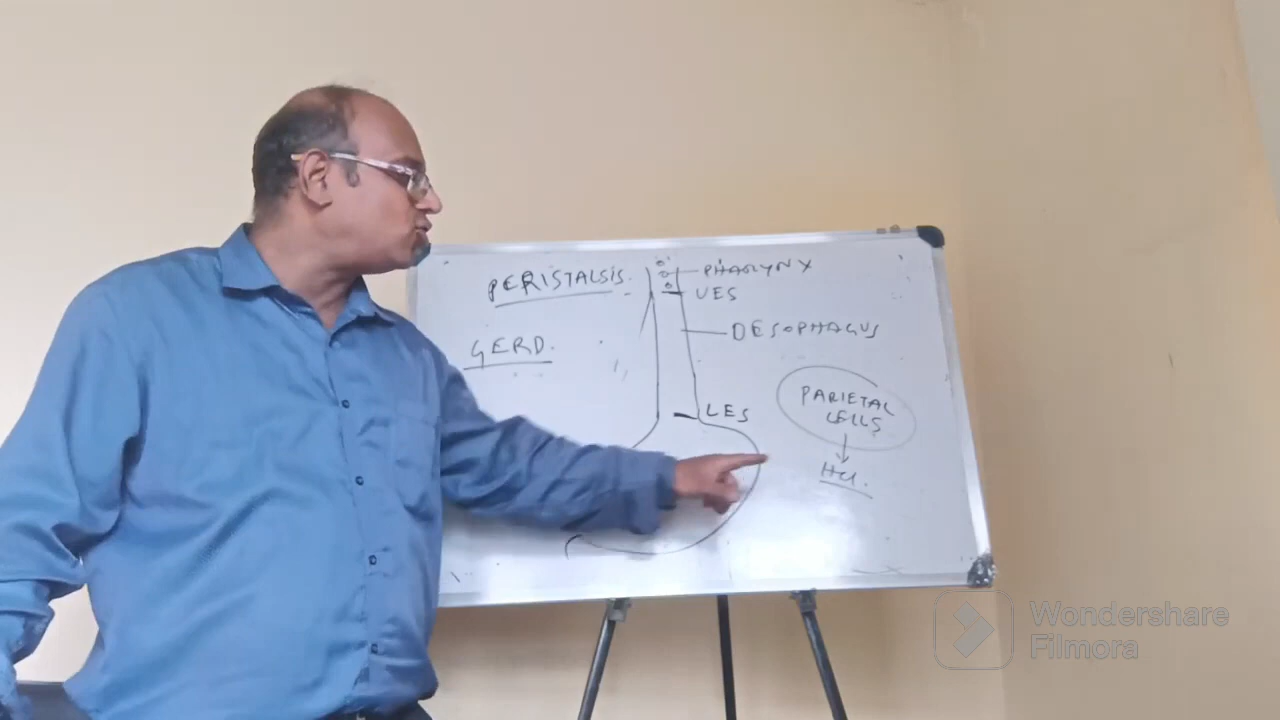 PERISTALSIS.
PHARYNX
UES
GERD.
OESOPHAGUS
LES
PARIETAL
CELLS
HCl.
Wondershare
Filmora